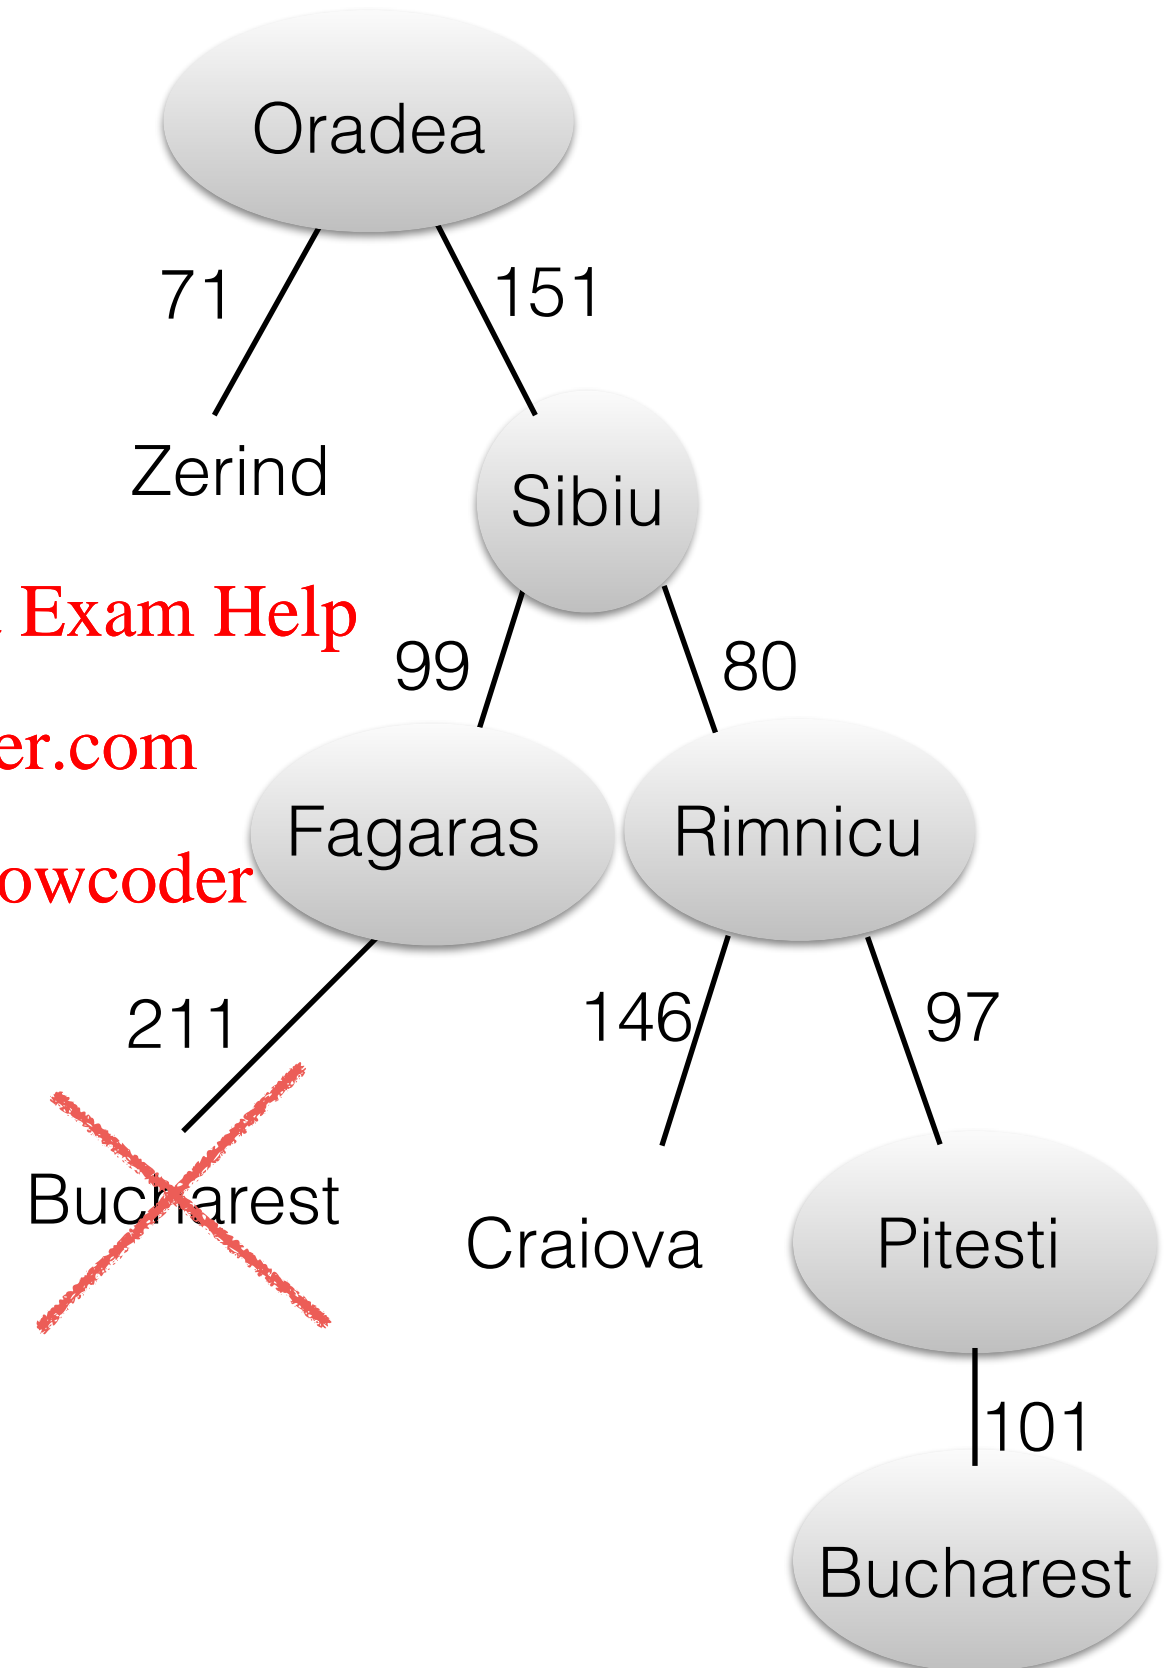 Oradea
71 151
Zerind
Sibiu
Exam Help
99 80
er.com
Fagaras Rimnicu
owcoder
211 146 97
Bucharest
Craiova Pitesti
101
Bucharest